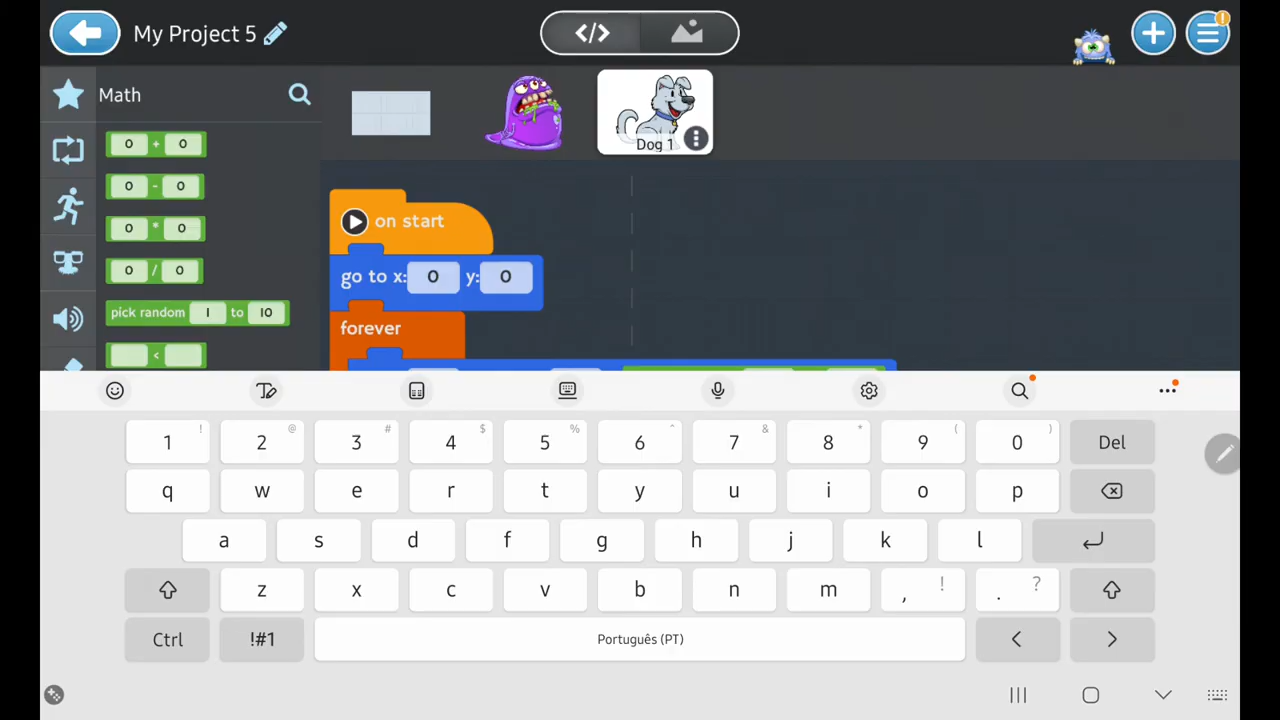 My Project 5
</>
!
Math
0 + 0
0 - 0
0 * 0
0 / 0
pick random 1 to 10
<
Dog 1
on start
go to x: 0 y: 0
forever
! @ # $ % ^ & * ( )
1 2 3 4 5 6 7 8 9 0 Del
q w e r t y u i o p
a s d f g h j k l
z x c v b n m , ! . ?
Ctrl !#1 Português (PT) < >